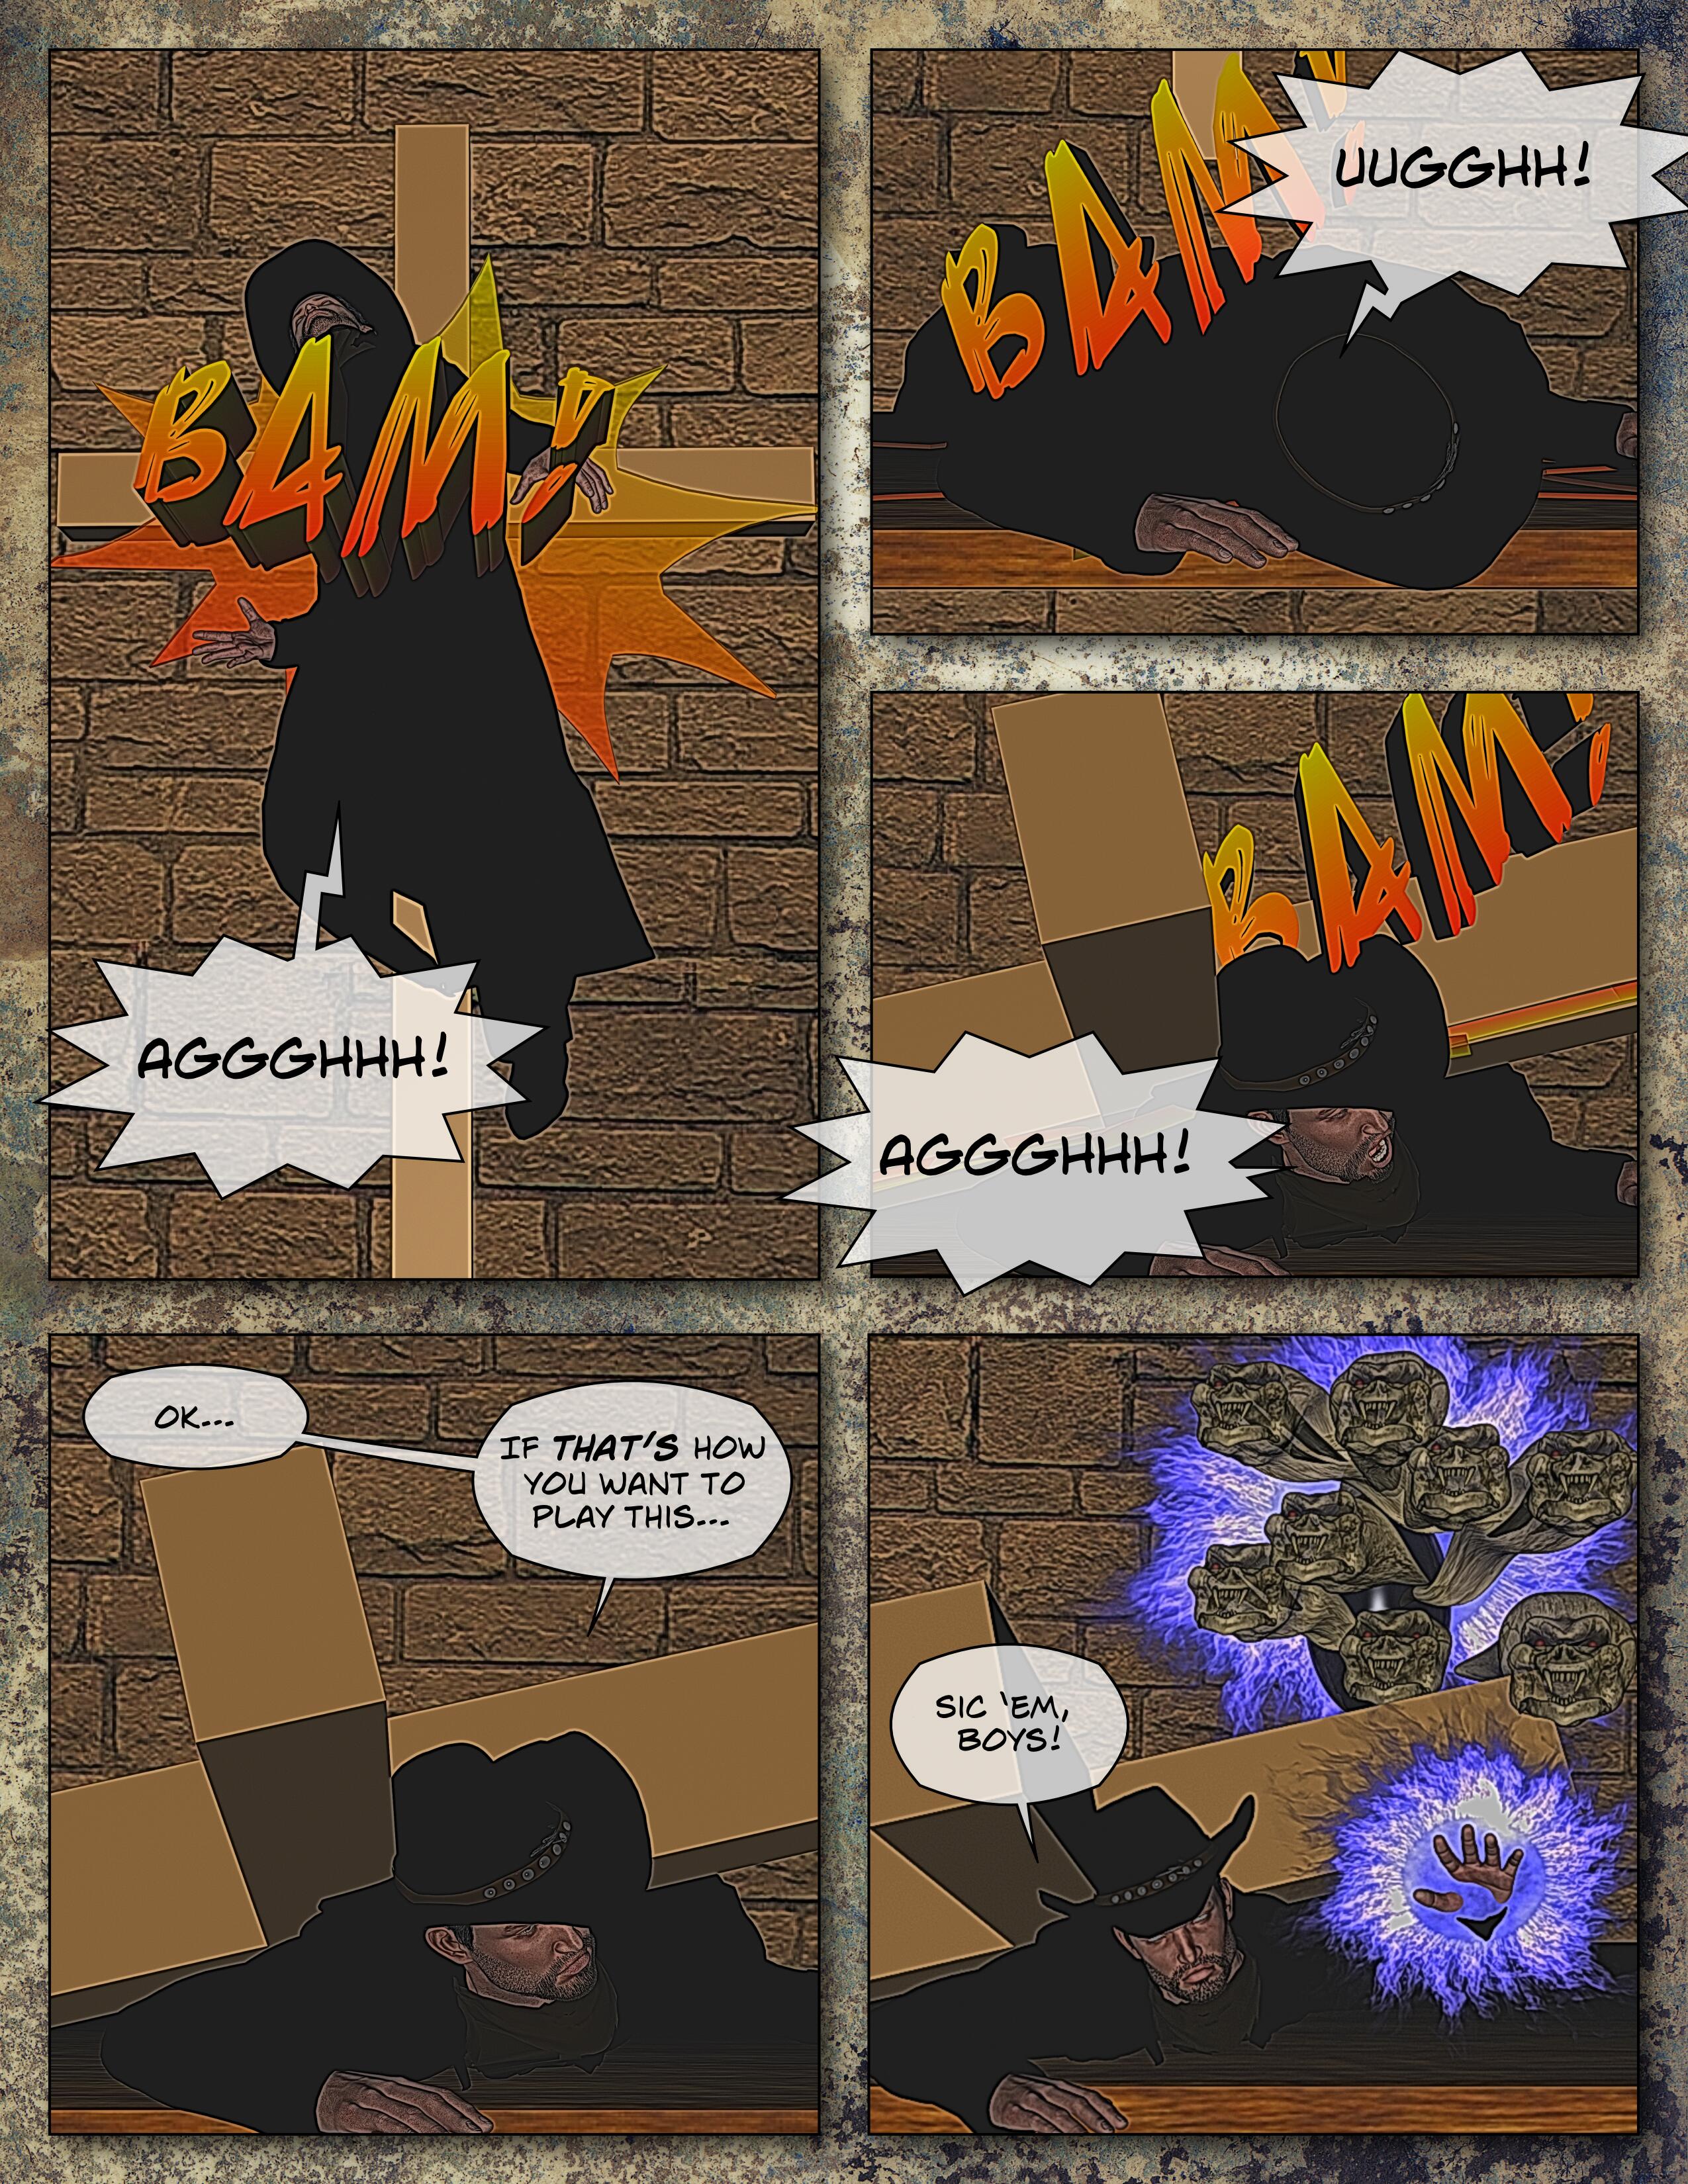 BAM!
AGGGHHH!
BAM!
UUGGHH!
BAM!
AGGGHHH!
OK...
IF THAT'S HOW
YOU WANT TO
PLAY THIS...
SIC 'EM,
BOYS!